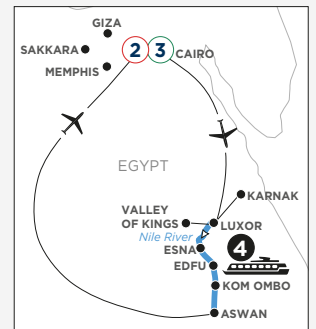 GIZA
SAKKARA
2 3 CAIRO
MEMPHIS
EGYPT
KARNAK
VALLEY
OF KINGS
LUXOR
Nile River
4
ESNA
EDFU
KOM OMBO
ASWAN